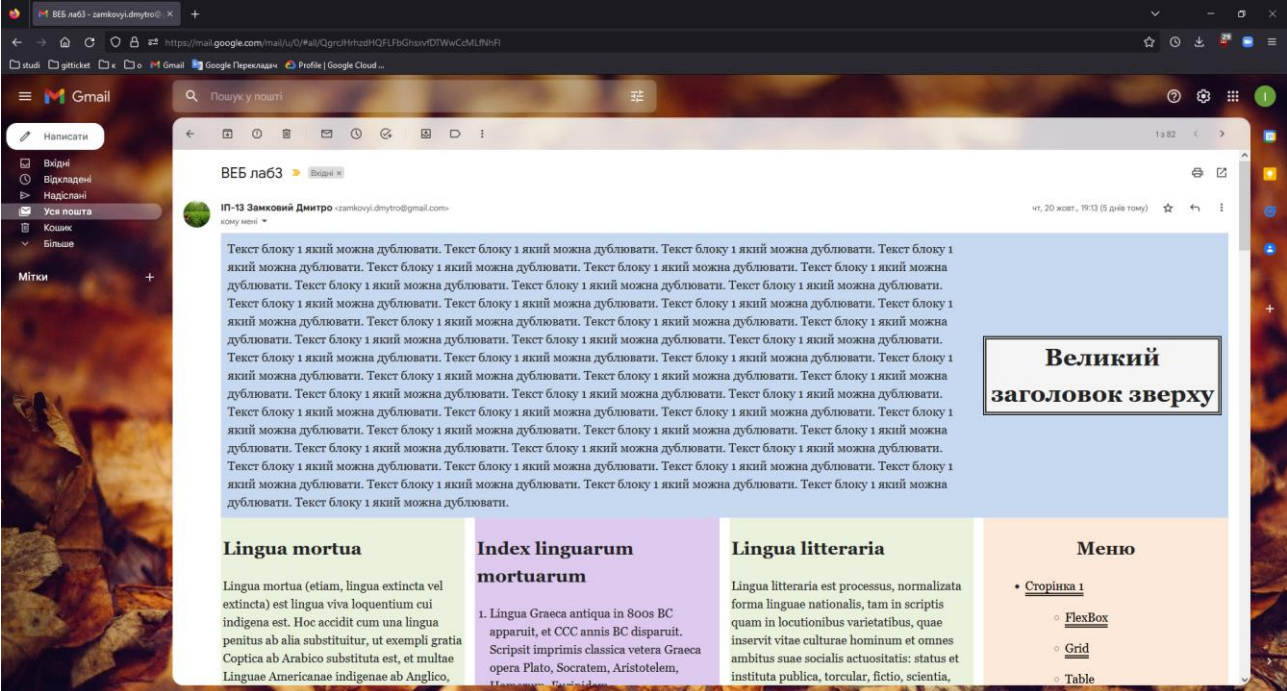 ВЕБ лаб3 - zamkovyi.dmytro@
https://mail.google.com/mail/u/0/#all/QgrcJHrhzdHQFLFbGhsxvfDTWwCcMLfNhFl
29
studi gitticket к о Gmail Google Перекладач Profile | Google Cloud ...
Gmail
Пошук у пошті
І
Написати
1 з 82
Вхідні
Відкладені
Надіслані
Уся пошта
Кошик
Більше
Мітки
ВЕБ лаб3
Вхідні ×
ІП-13 Замковий Дмитро <zamkovyi.dmytro@gmail.com>
чт, 20 жовт., 19:13 (5 днів тому)
кому мені
Текст блоку 1 який можна дублювати. Текст блоку 1 який можна дублювати. Текст блоку 1 який можна дублювати. Текст блоку 1
який можна дублювати. Текст блоку 1 який можна дублювати. Текст блоку 1 який можна дублювати. Текст блоку 1 який можна
дублювати. Текст блоку 1 який можна дублювати. Текст блоку 1 який можна дублювати. Текст блоку 1 який можна дублювати.
Текст блоку 1 який можна дублювати. Текст блоку 1 який можна дублювати. Текст блоку 1 який можна дублювати. Текст блоку 1
який можна дублювати. Текст блоку 1 який можна дублювати. Текст блоку 1 який можна дублювати. Текст блоку 1 який можна
дублювати. Текст блоку 1 який можна дублювати. Текст блоку 1 який можна дублювати. Текст блоку 1 який можна дублювати.
Текст блоку 1 який можна дублювати. Текст блоку 1 який можна дублювати. Текст блоку 1 який можна дублювати. Текст блоку 1
який можна дублювати. Текст блоку 1 який можна дублювати. Текст блоку 1 який можна дублювати. Текст блоку 1 який можна
дублювати. Текст блоку 1 який можна дублювати. Текст блоку 1 який можна дублювати. Текст блоку 1 який можна дублювати.
Текст блоку 1 який можна дублювати. Текст блоку 1 який можна дублювати. Текст блоку 1 який можна дублювати. Текст блоку 1
який можна дублювати. Текст блоку 1 який можна дублювати. Текст блоку 1 який можна дублювати. Текст блоку 1 який можна
дублювати. Текст блоку 1 який можна дублювати. Текст блоку 1 який можна дублювати. Текст блоку 1 який можна дублювати.
Текст блоку 1 який можна дублювати. Текст блоку 1 який можна дублювати. Текст блоку 1 який можна дублювати. Текст блоку 1
який можна дублювати. Текст блоку 1 який можна дублювати. Текст блоку 1 який можна дублювати. Текст блоку 1 який можна
дублювати. Текст блоку 1 який можна дублювати.
Великий
заголовок зверху
Lingua mortua
Lingua mortua (etiam, lingua extincta vel
extincta) est lingua viva loquentium cui
indigena est. Hoc accidit cum una lingua
penitus ab alia substituitur, ut exempli gratia
Coptica ab Arabico substituta est, et multae
Linguae Americanae indigenae ab Anglico,
Index linguarum
mortuarum
1. Lingua Graeca antiqua in 800s BC
apparuit, et CCC annis BC disparuit.
Scripsit imprimis classica vetera Graeca
opera Plato, Socratem, Aristotelem,
Lingua litteraria
Lingua litteraria est processus, normalizata
forma linguae nationalis, tam in scriptis
quam in locutionibus varietatibus, quae
inservit vitae culturae hominum et omnes
ambitus suae socialis actuositatis: status et
instituta publica, torcular, fictio, scientia,
Меню
• Сторінка 1
◦ FlexBox
◦ Grid
◦ Table